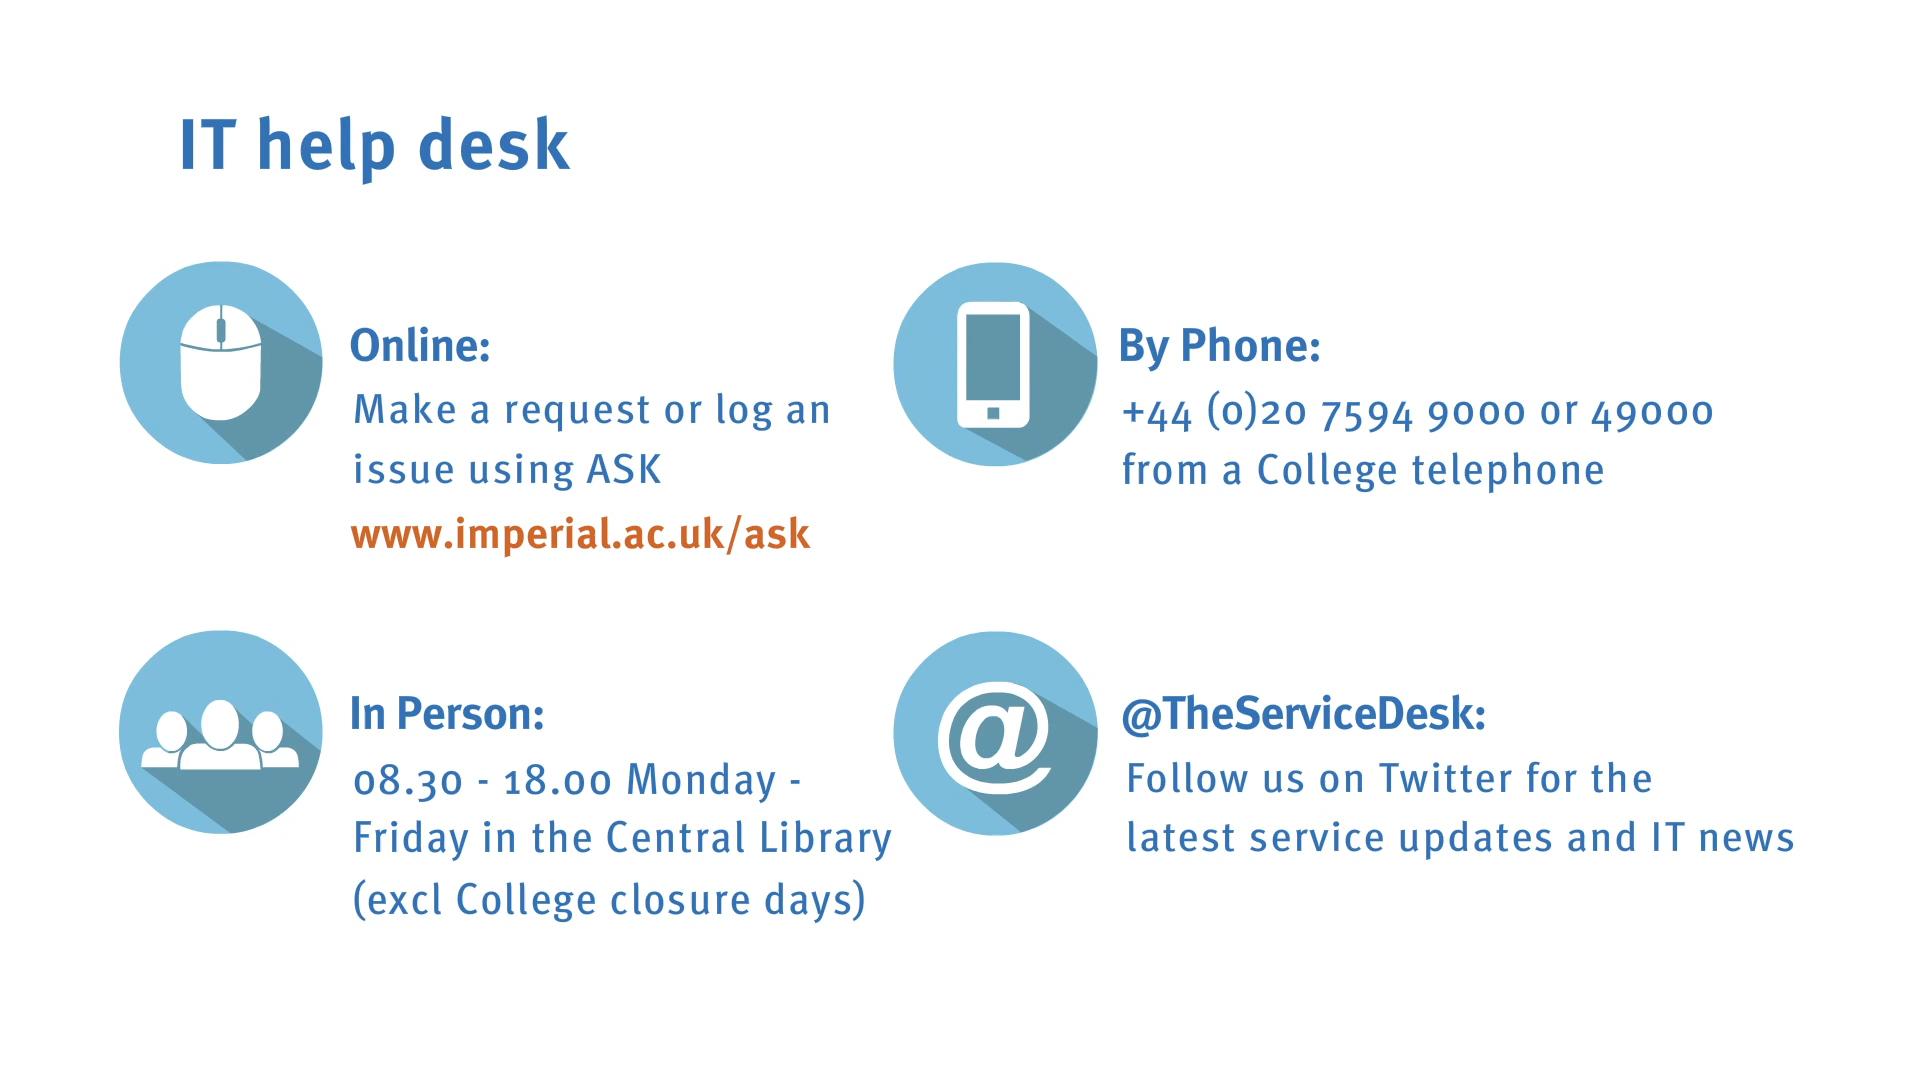 IT help desk
Online:
Make a request or log an
issue using ASK
www.imperial.ac.uk/ask
By Phone:
+44 (0)20 7594 9000 or 49000
from a College telephone
In Person:
08.30 - 18.00 Monday -
Friday in the Central Library
(excl College closure days)
@TheServiceDesk:
Follow us on Twitter for the
latest service updates and IT news